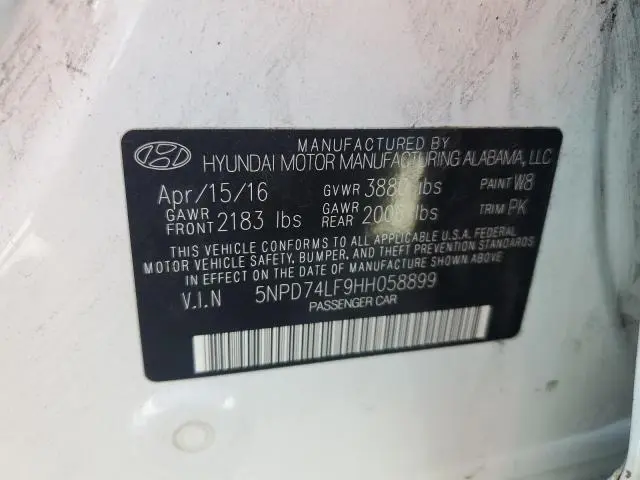 MANUFACTURED BY
HYUNDAI MOTOR MANUFACTURING ALABAMA, LLC
Apr/15/16 GVWR lbs PAINT W8
GAWR FRONT 2183 lbs GAWR REAR lbs TRIM PK
THIS VEHICLE CONFORMS TO ALL APPLICABLE U.S.A. FEDERAL
MOTOR VEHICLE SAFETY, BUMPER, AND THEFT PREVENTION STANDARDS
IN EFFECT ON THE DATE OF MANUFACTURE SHOWN ABOVE.
V.I.N 5NPD74LF9HH058899
PASSENGER CAR